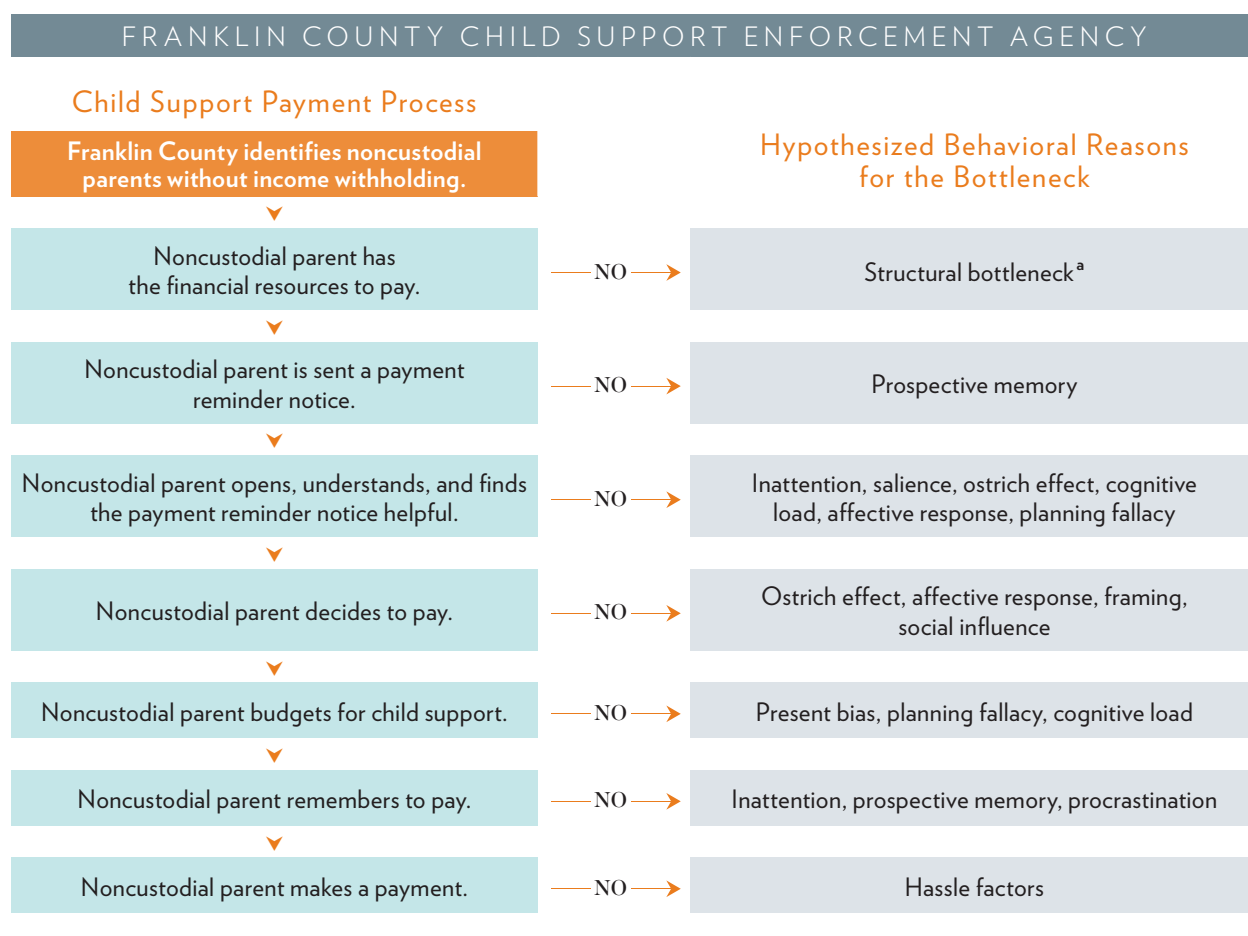 FRANKLIN COUNTY CHILD SUPPORT ENFORCEMENT AGENCY
Child Support Payment Process
Hypothesized Behavioral Reasons
for the Bottleneck
Franklin County identifies noncustodial
parents without income withholding.
Noncustodial parent has
the financial resources to pay.
NO
Structural bottleneckᵃ
Noncustodial parent is sent a payment
reminder notice.
NO
Prospective memory
Noncustodial parent opens, understands, and finds
the payment reminder notice helpful.
NO
Inattention, salience, ostrich effect, cognitive
load, affective response, planning fallacy
Noncustodial parent decides to pay.
NO
Ostrich effect, affective response, framing,
social influence
Noncustodial parent budgets for child support.
NO
Present bias, planning fallacy, cognitive load
Noncustodial parent remembers to pay.
NO
Inattention, prospective memory, procrastination
Noncustodial parent makes a payment.
NO
Hassle factors